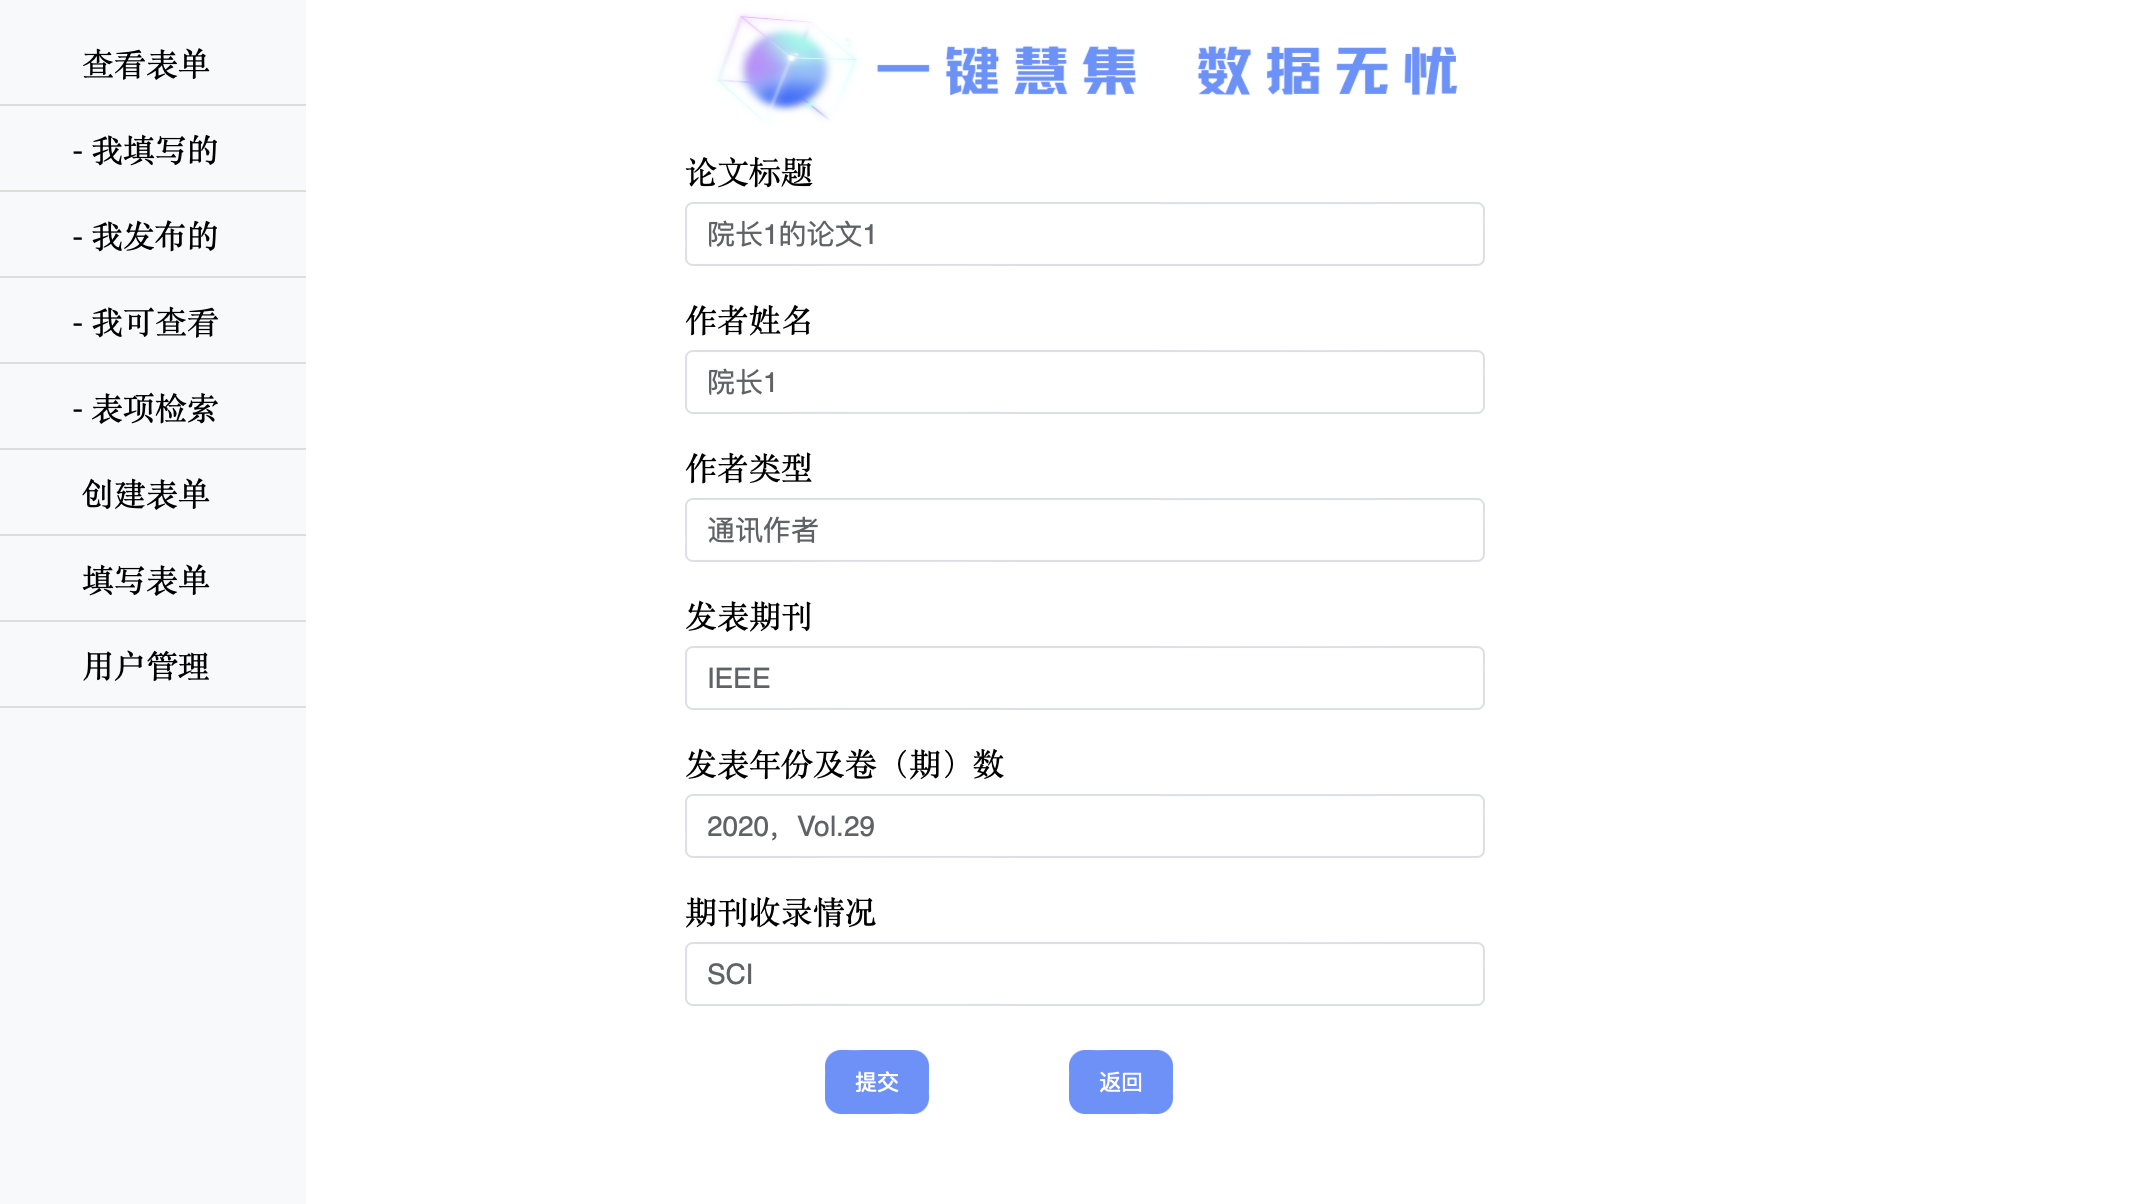 查看表单
- 我填写的
- 我发布的
- 我可查看
- 表项检索
创建表单
填写表单
用户管理
一键慧集 数据无忧
论文标题
院长1的论文1
作者姓名
院长1
作者类型
通讯作者
发表期刊
IEEE
发表年份及卷（期）数
2020，Vol.29
期刊收录情况
SCI
提交
返回